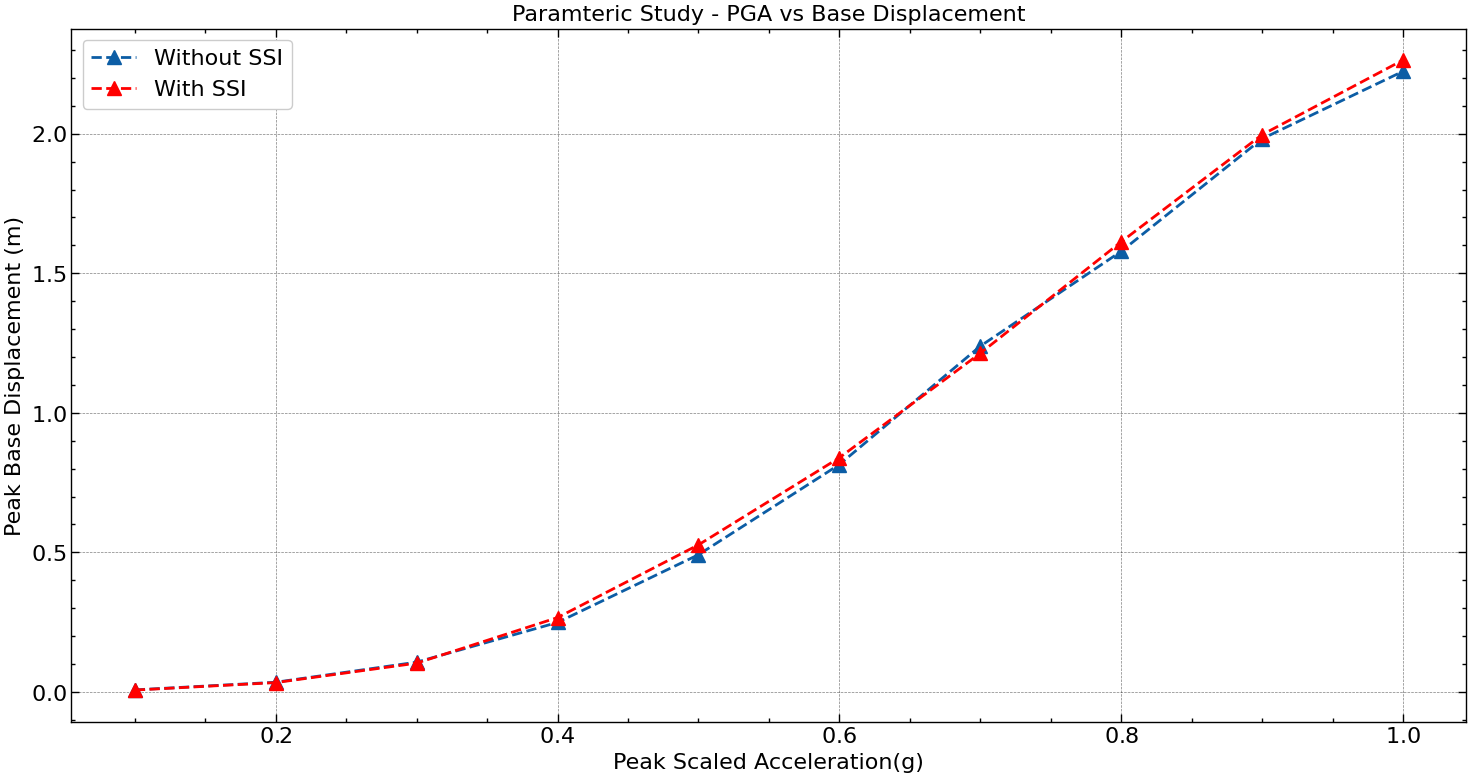 Paramteric Study - PGA vs Base Displacement
Without SSI
With SSI
Peak Base Displacement (m)
2.0
1.5
1.0
0.5
0.0
0.2
0.4
0.6
0.8
1.0
Peak Scaled Acceleration(g)